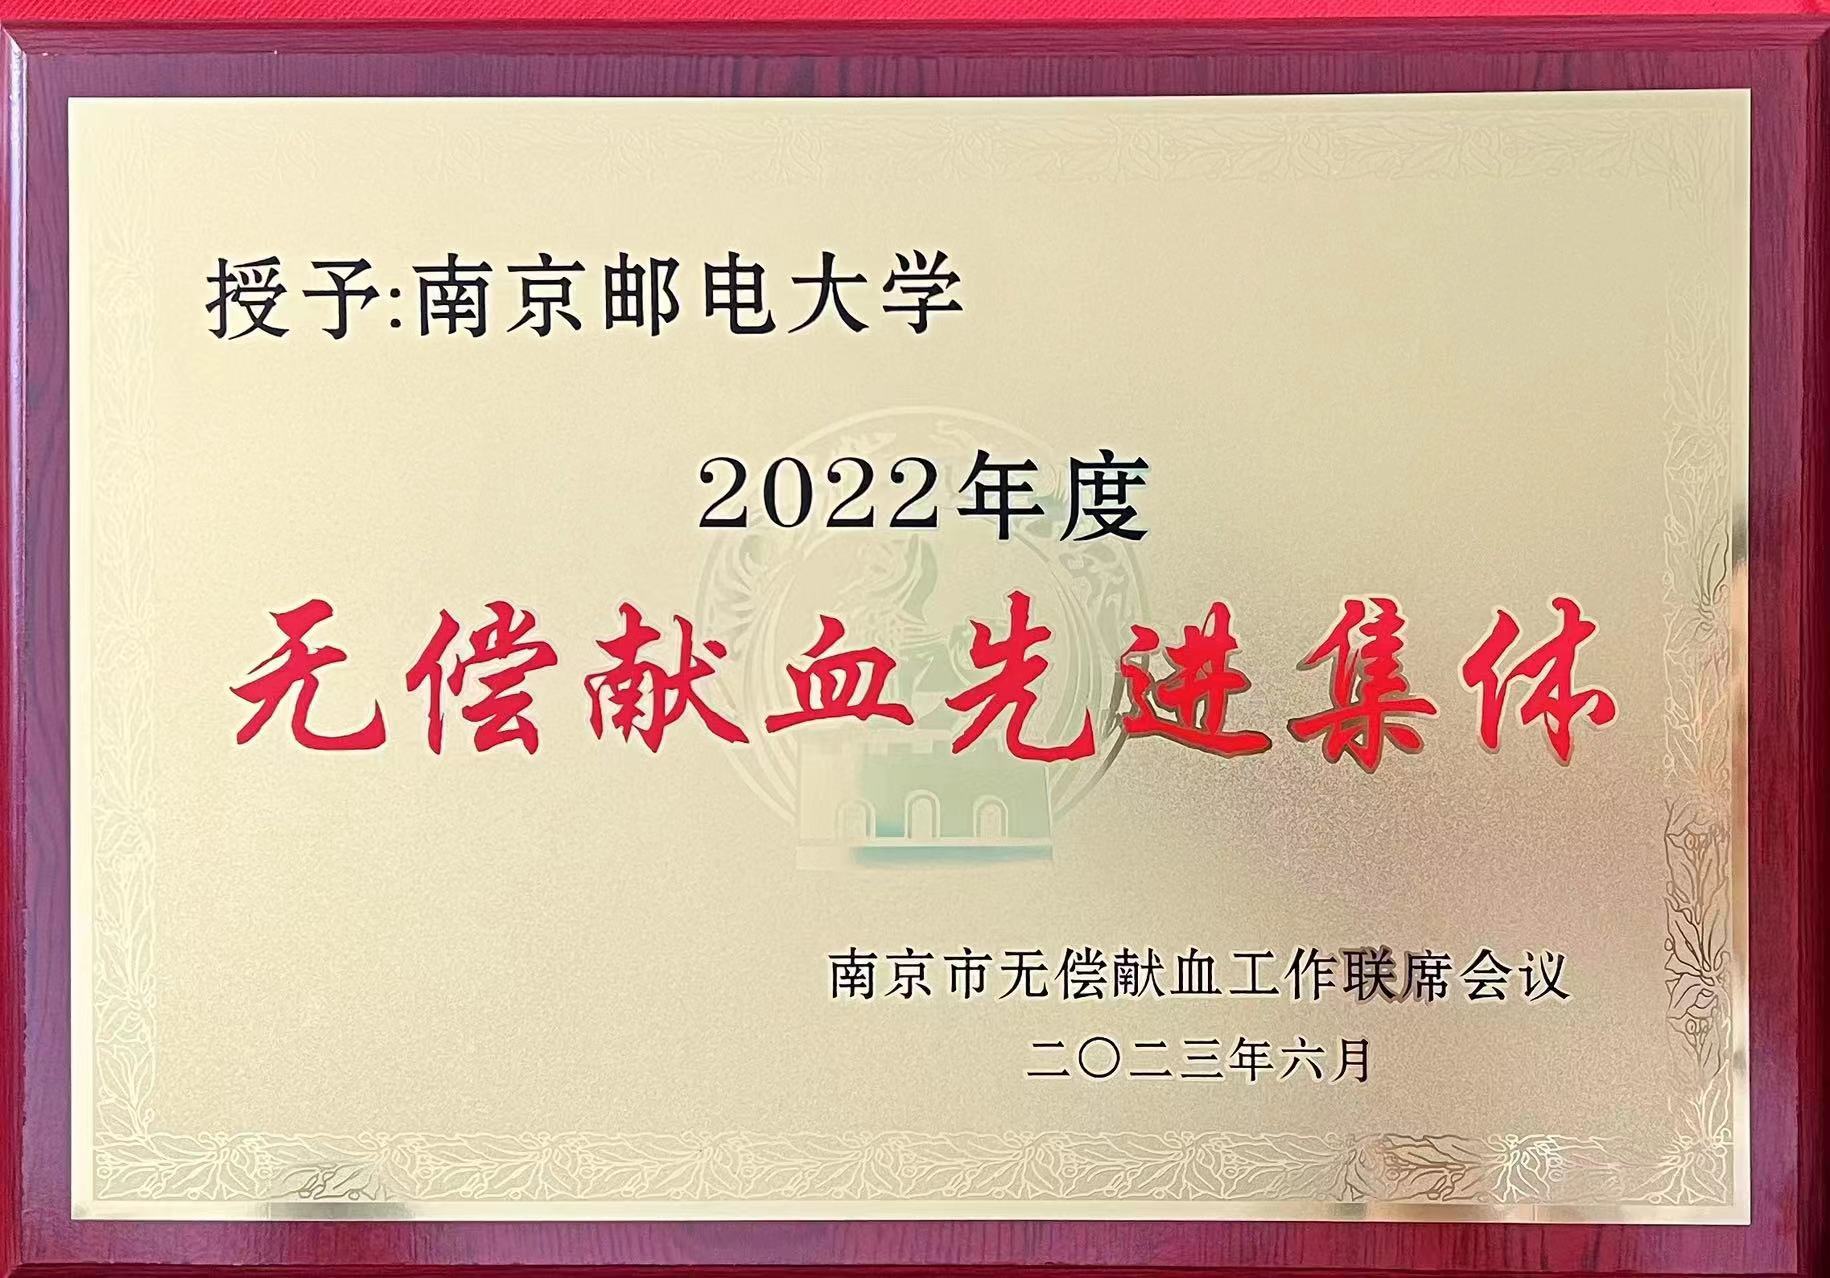 授予:南京邮电大学
2022年度
无偿献血先进集体
南京市无偿献血工作联席会议
二〇二三年六月